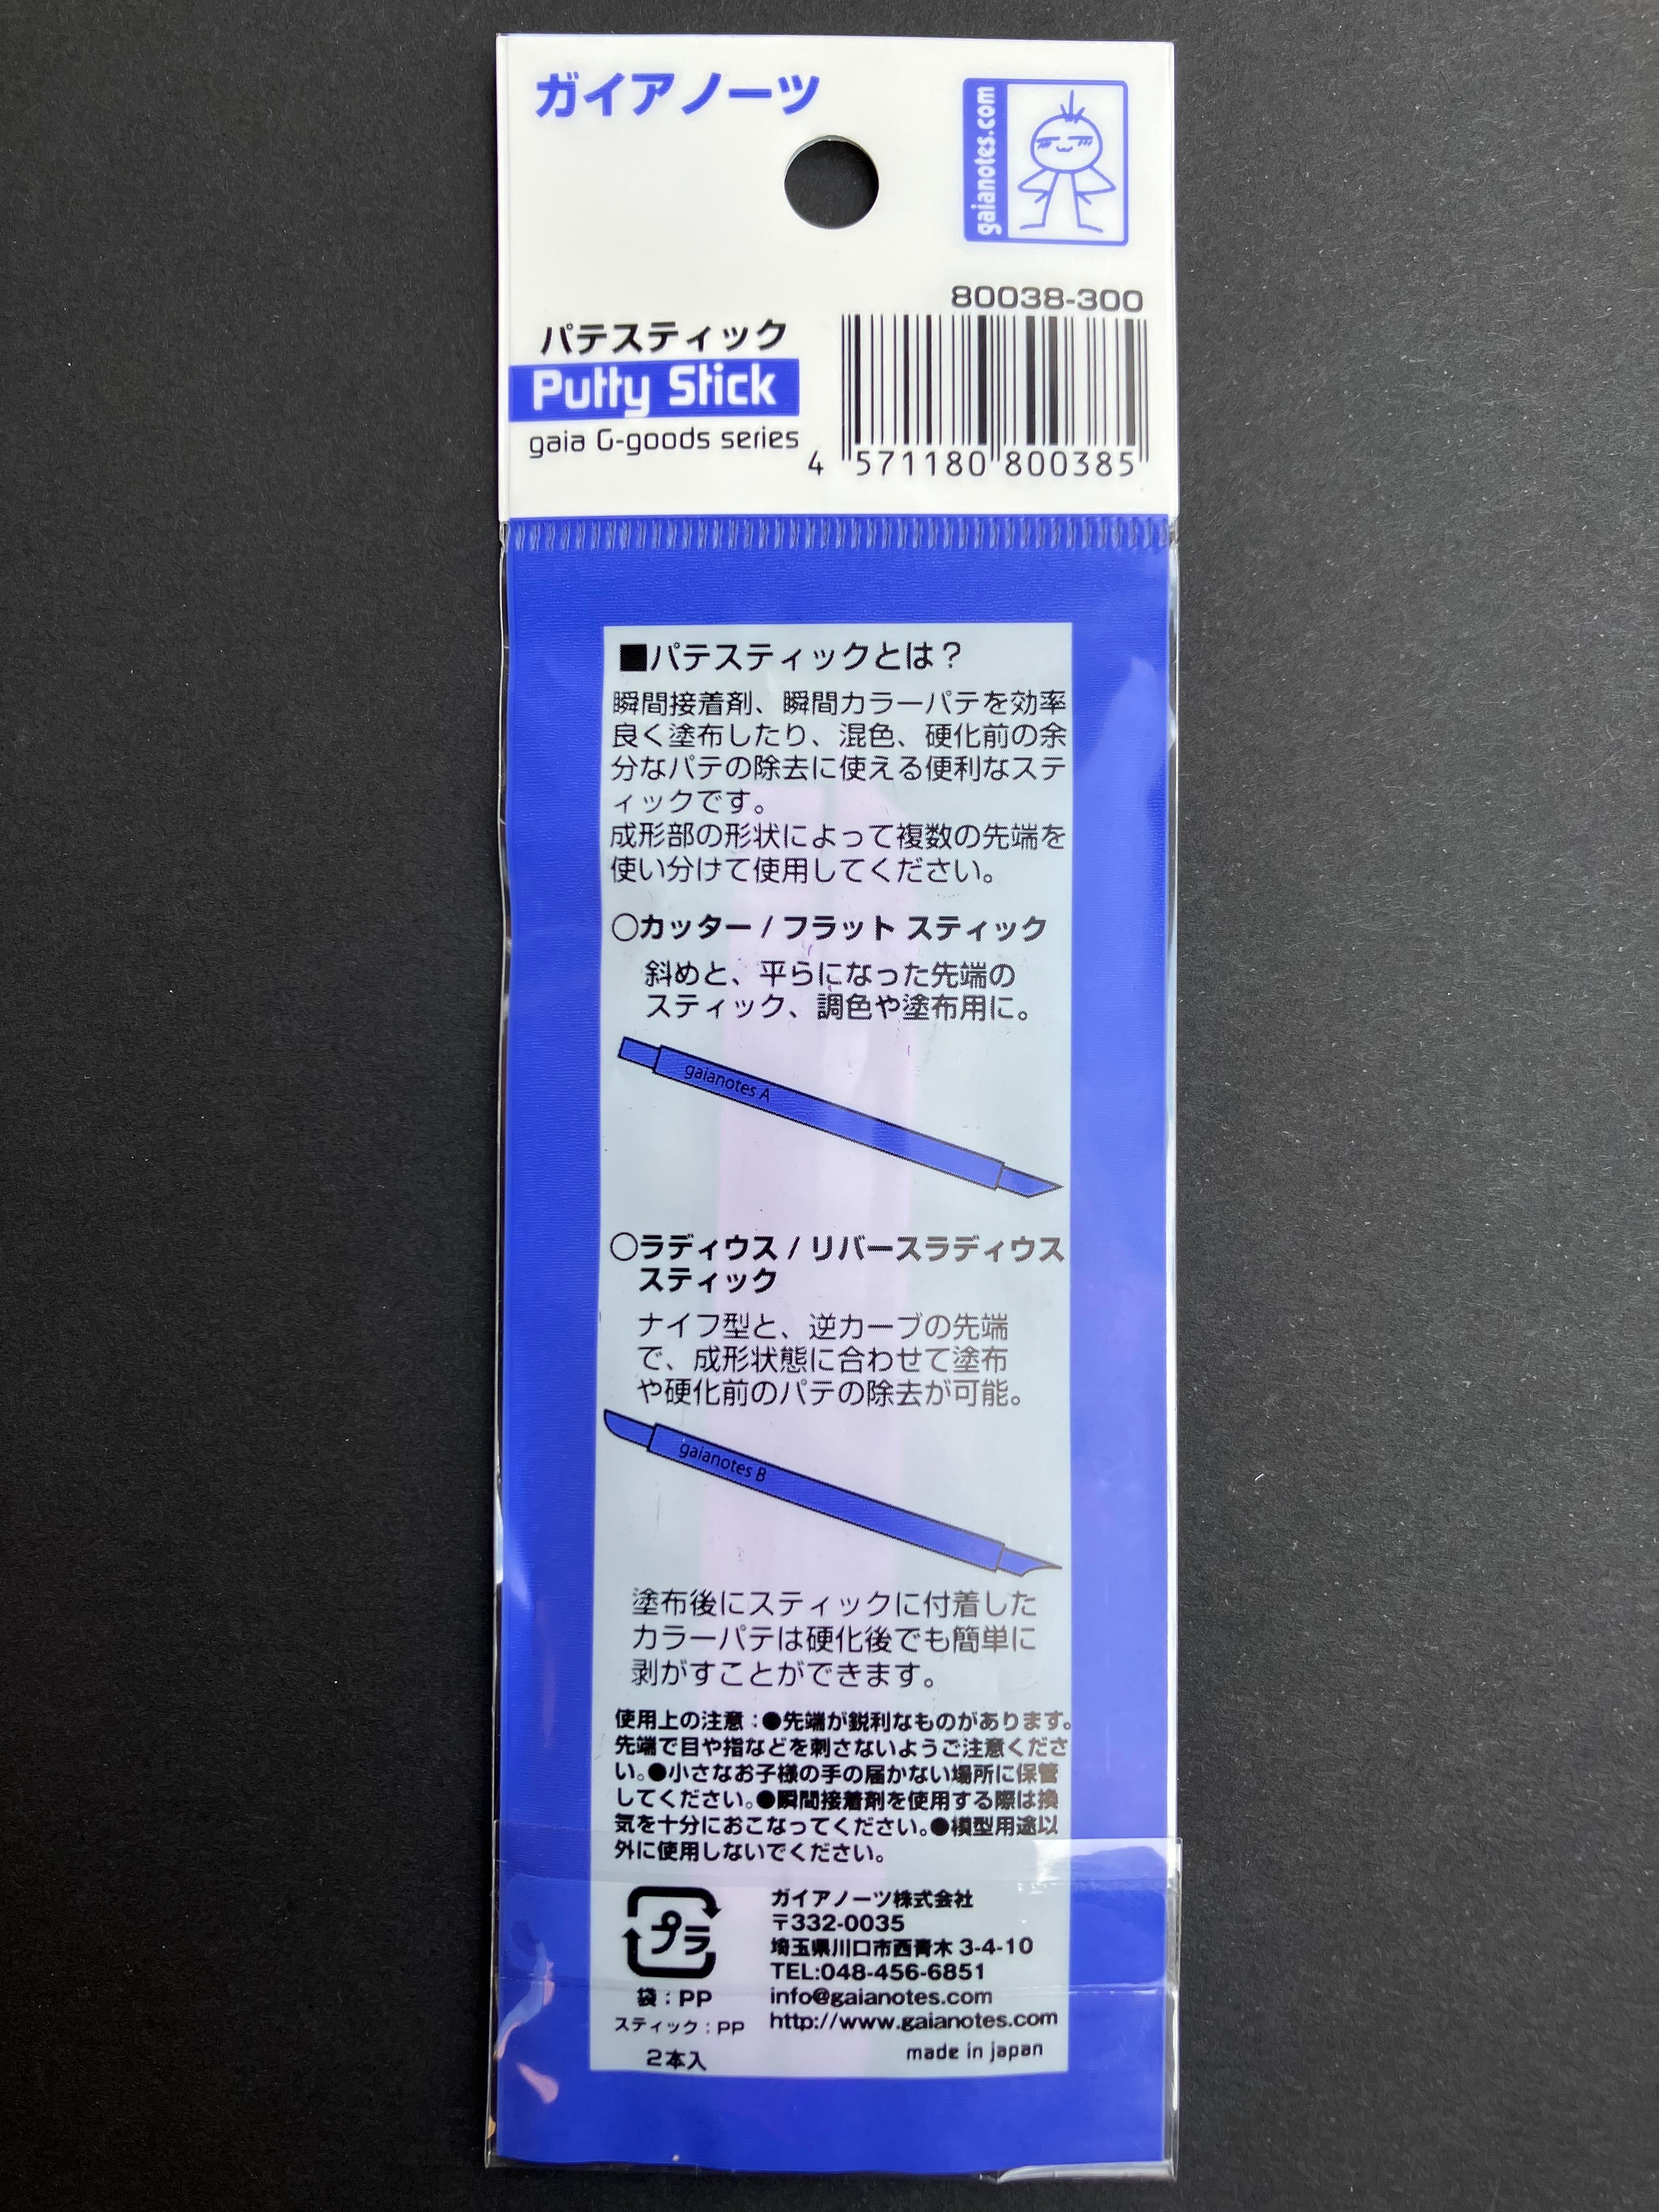 ガイアノーツ
gaianotes.com
80038-300
パテスティック
Putty Stick
gaia G-goods series
4 571180 800385
■パテスティックとは？
瞬間接着剤、瞬間カラーパテを効率
良く塗布したり、混色、硬化前の余
分なパテの除去に使える便利なステ
ィックです。
成形部の形状によって複数の先端を
使い分けて使用してください。
○カッター / フラット スティック
斜めと、平らになった先端の
スティック、調色や塗布用に。
gaianotes A
○ラディウス / リバースラディウス
スティック
ナイフ型と、逆カーブの先端
で、成形状態に合わせて塗布
や硬化前のパテの除去が可能。
gaianotes B
塗布後にスティックに付着した
カラーパテは硬化後でも簡単に
剥がすことができます。
使用上の注意：●先端が鋭利なものがあります。
先端で目や指などを刺さないようご注意くださ
い。●小さなお子様の手の届かない場所に保管
してください。●瞬間接着剤を使用する際は換
気を十分におこなってください。●模型用途以
外に使用しないでください。
プラ
袋：PP
スティック：PP
2本入
ガイアノーツ株式会社
〒332-0035
埼玉県川口市西青木 3-4-10
TEL:048-456-6851
info@gaianotes.com
http://www.gaianotes.com
made in japan